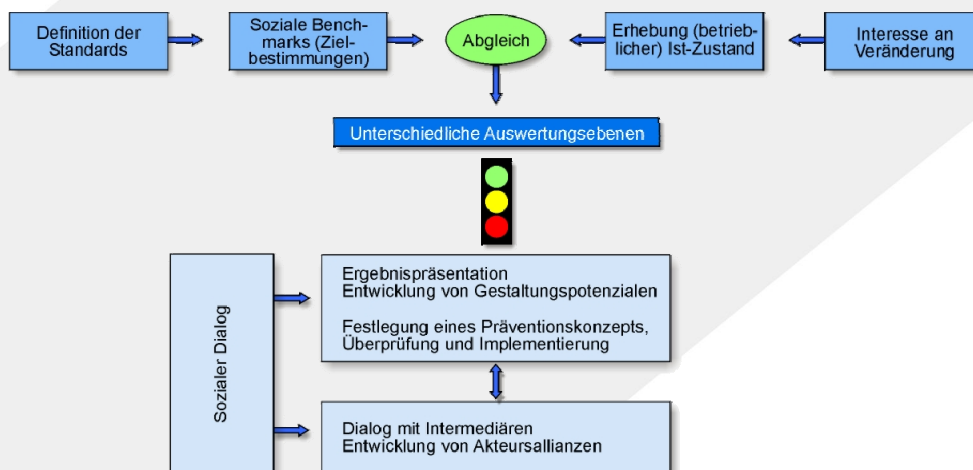 Definition der
Standards
Soziale Bench-
marks (Ziel-
bestimmungen)
Abgleich
Erhebung (betrieb-
licher) Ist-Zustand
Interesse an
Veränderung
Unterschiedliche Auswertungsebenen
Sozialer Dialog
Ergebnispräsentation
Entwicklung von Gestaltungspotenzialen
Festlegung eines Präventionskonzepts,
Überprüfung und Implementierung
Dialog mit Intermediären
Entwicklung von Akteursallianzen